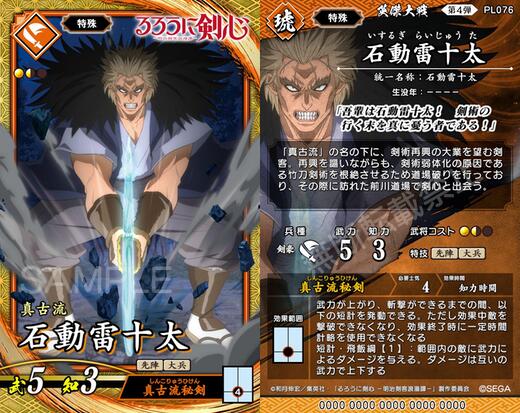 特殊
るろうに剣心
SAMPLE
真古流
石動雷十太
先陣 大兵
武5 知3
しんこりゅうひけん
真古流秘剣
4
琥
特殊
英傑大戦
第4弾
PL076
いするぎ らいじゅうた
石動雷十太
統一名称:石動雷十太
生没年:----
「吾輩は石動雷十太! 剣術の
行く末を真に憂う者である!」
「真古流」の名の下に、剣術再興の大業を望む剣
客。再興を謳いながらも、剣術弱体化の原因であ
る竹刀剣術を根絶させるため道場破りを行ってお
り、その際に訪れた前川道場で剣心と出会う。
兵種 武力 知力 武将コスト
剣豪 5 3 特技 先陣 大兵
しんこりゅうひけん
真古流秘剣
必要士気 4
効果時間 知力時間
効果範囲
武力が上がり、斬撃ができるまでの間、以
下の短計を発動できる。ただし効果中敵を
撃破できなくなり、効果終了時に一定時間
計略を使用できなくなる
短計・飛飯綱【1】:範囲内の敵に武力に
よるダメージを与える。ダメージは互いの
武力で上下する
©和月伸宏/集英社・「るろうに剣心 -明治剣客浪漫譚-」製作委員会
©SEGA
0000 0000 0000 0000 0000 0000